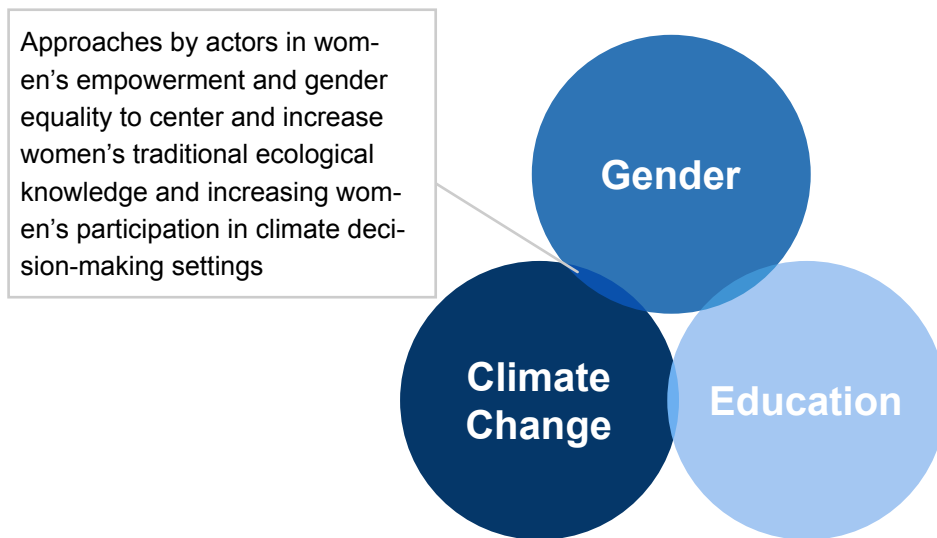 Approaches by actors in wom-
en’s empowerment and gender
equality to center and increase
women’s traditional ecological
knowledge and increasing wom-
en’s participation in climate deci-
sion-making settings
Gender
Climate
Change
Education